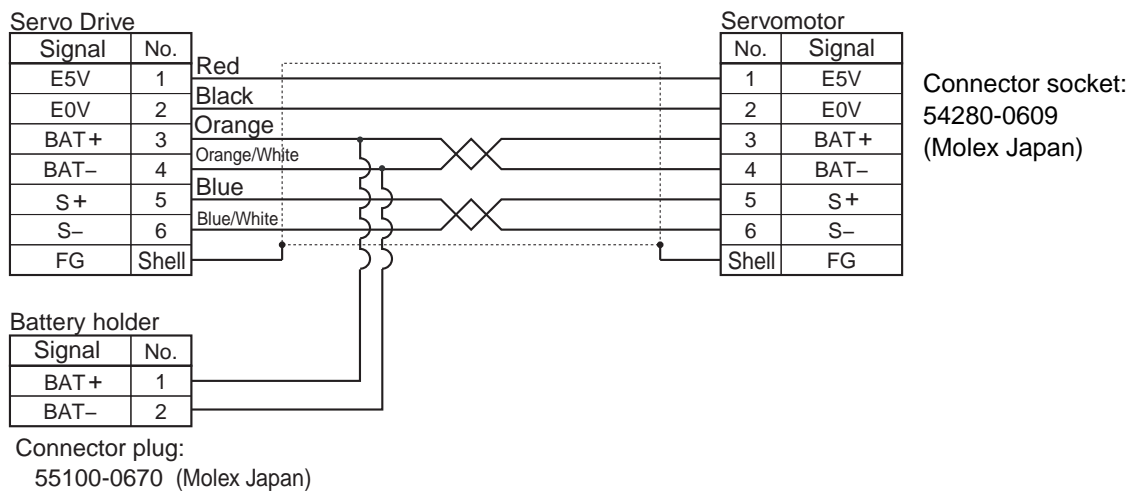 Servo Drive
Signal No.
E5V 1
E0V 2
BAT+ 3
BAT− 4
S+ 5
S− 6
FG Shell
Red
Black
Orange
Orange/White
Blue
Blue/White
Servomotor
No. Signal
1 E5V
2 E0V
3 BAT+
4 BAT−
5 S+
6 S−
Shell FG
Connector socket:
54280-0609
(Molex Japan)
Battery holder
Signal No.
BAT+ 1
BAT− 2
Connector plug:
55100-0670 (Molex Japan)